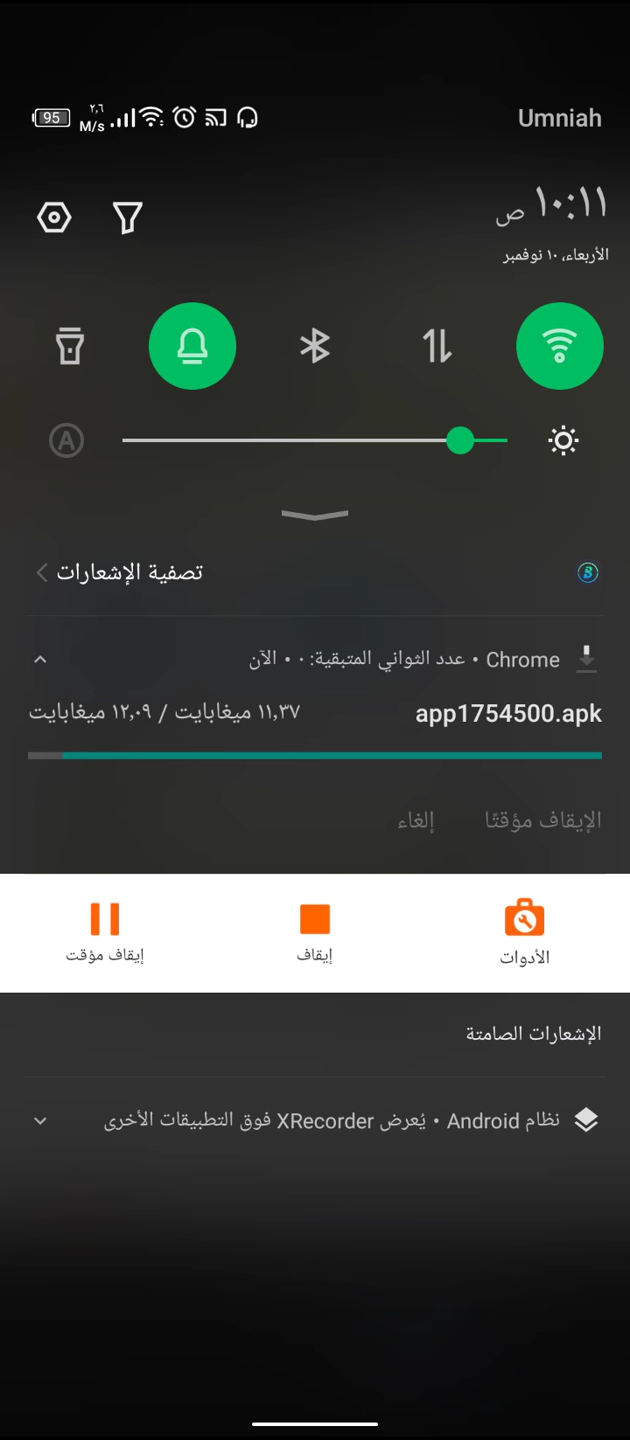 Umniah
٢,٦
M/s
95
١٠:١١ ص
الأربعاء، ١٠ نوفمبر
A
تصفية الإشعارات
Chrome • عدد الثواني المتبقية: ٠ • الآن
app1754500.apk
١١,٣٧ ميغابايت / ١٢,٠٩ ميغابايت
الإيقاف مؤقتًا
إلغاء
الأدوات
إيقاف
إيقاف مؤقت
الإشعارات الصامتة
نظام Android • يُعرض XRecorder فوق التطبيقات الأخرى